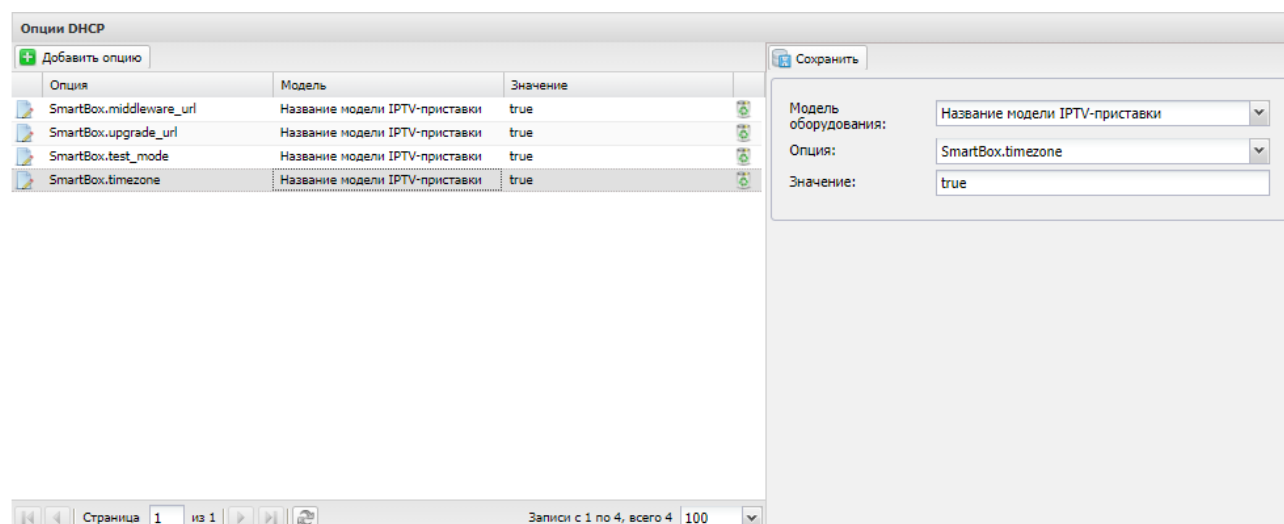 Опции DHCP
Добавить опцию
Опция Модель Значение
SmartBox.middleware_url Название модели IPTV-приставки true
SmartBox.upgrade_url Название модели IPTV-приставки true
SmartBox.test_mode Название модели IPTV-приставки true
SmartBox.timezone Название модели IPTV-приставки true
Страница 1 из 1 Записи с 1 по 4, всего 4 100
Сохранить
Модель
оборудования: Название модели IPTV-приставки
Опция: SmartBox.timezone
Значение: true